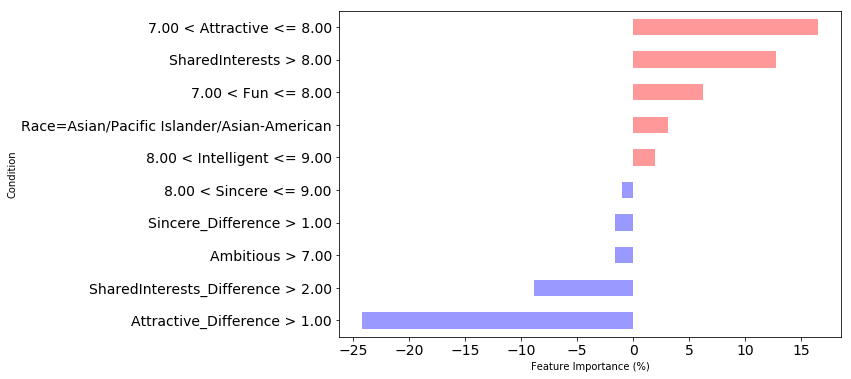 7.00 < Attractive <= 8.00
SharedInterests > 8.00
7.00 < Fun <= 8.00
Race=Asian/Pacific Islander/Asian-American
8.00 < Intelligent <= 9.00
8.00 < Sincere <= 9.00
Sincere_Difference > 1.00
Ambitious > 7.00
SharedInterests_Difference > 2.00
Attractive_Difference > 1.00
Condition
−25 −20 −15 −10 −5 0 5 10 15
Feature Importance (%)